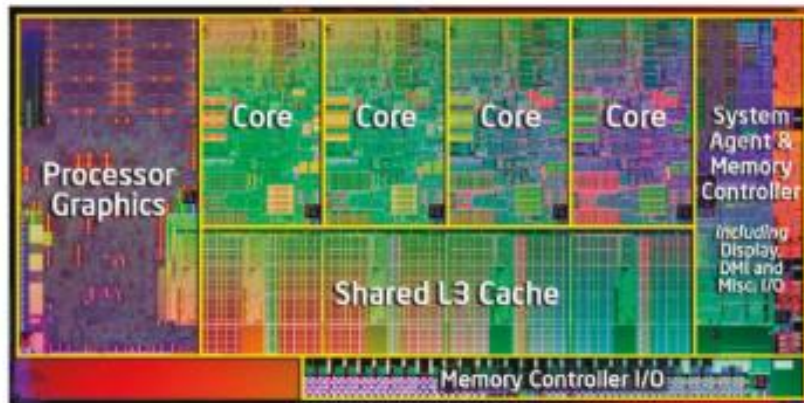 Processor
Graphics
Core
Core
Core
Core
System
Agent &
Memory
Controller
including
Display,
DMI and
Misc. I/O
Shared L3 Cache
Memory Controller I/O